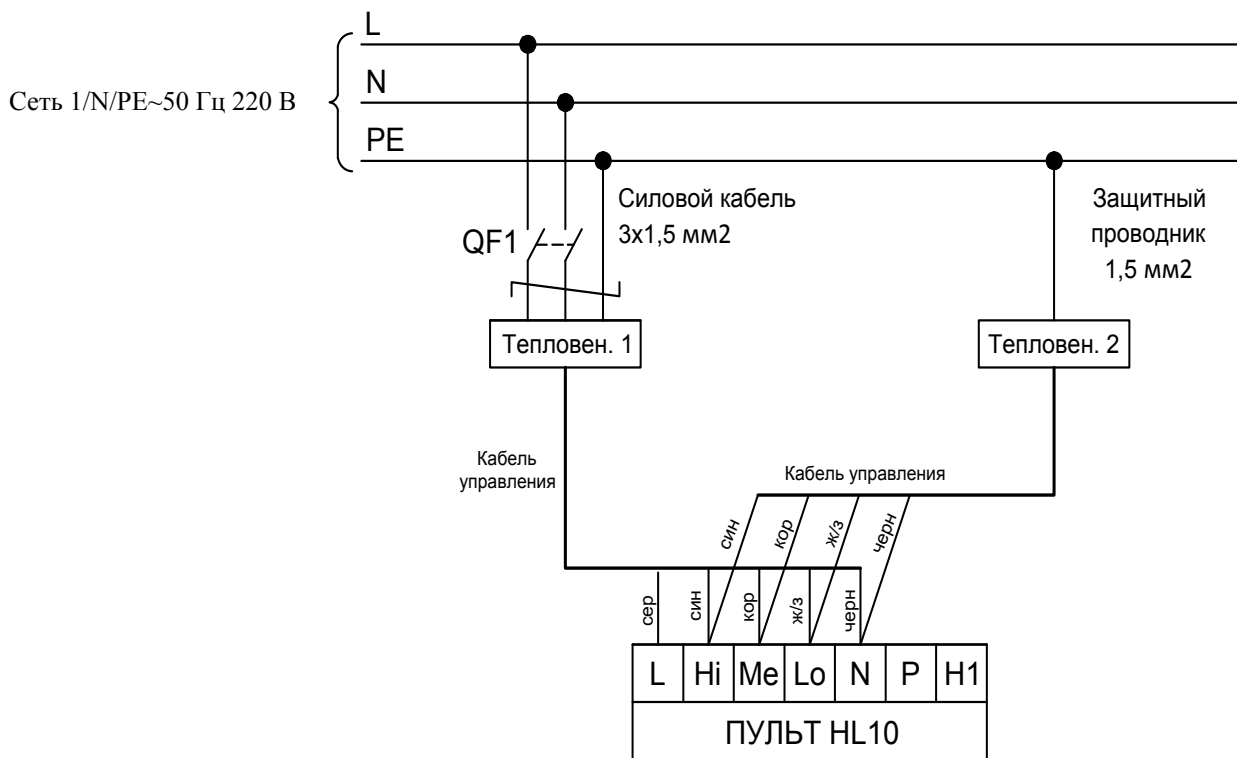 L
Сеть 1/N/PE~50 Гц 220 В
N
PE
Силовой кабель
3х1,5 мм2
QF1
Защитный
проводник
1,5 мм2
Тепловен. 1
Тепловен. 2
Кабель
управления
Кабель управления
син
кор
ж/з
черн
сер
син
кор
ж/з
черн
L Hi Me Lo N P H1
ПУЛЬТ HL10